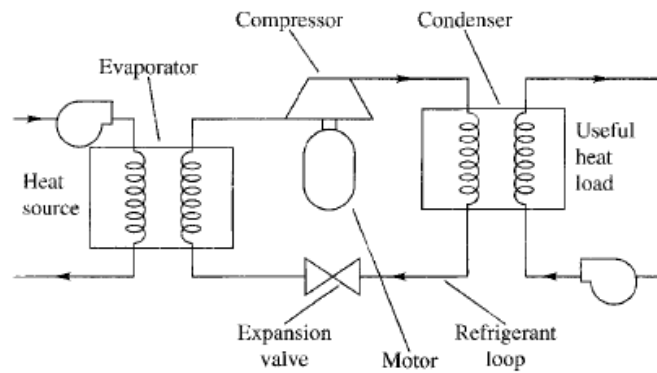 Compressor
Condenser
Evaporator
Heat
source
Useful
heat
load
Expansion
valve
Motor
Refrigerant
loop